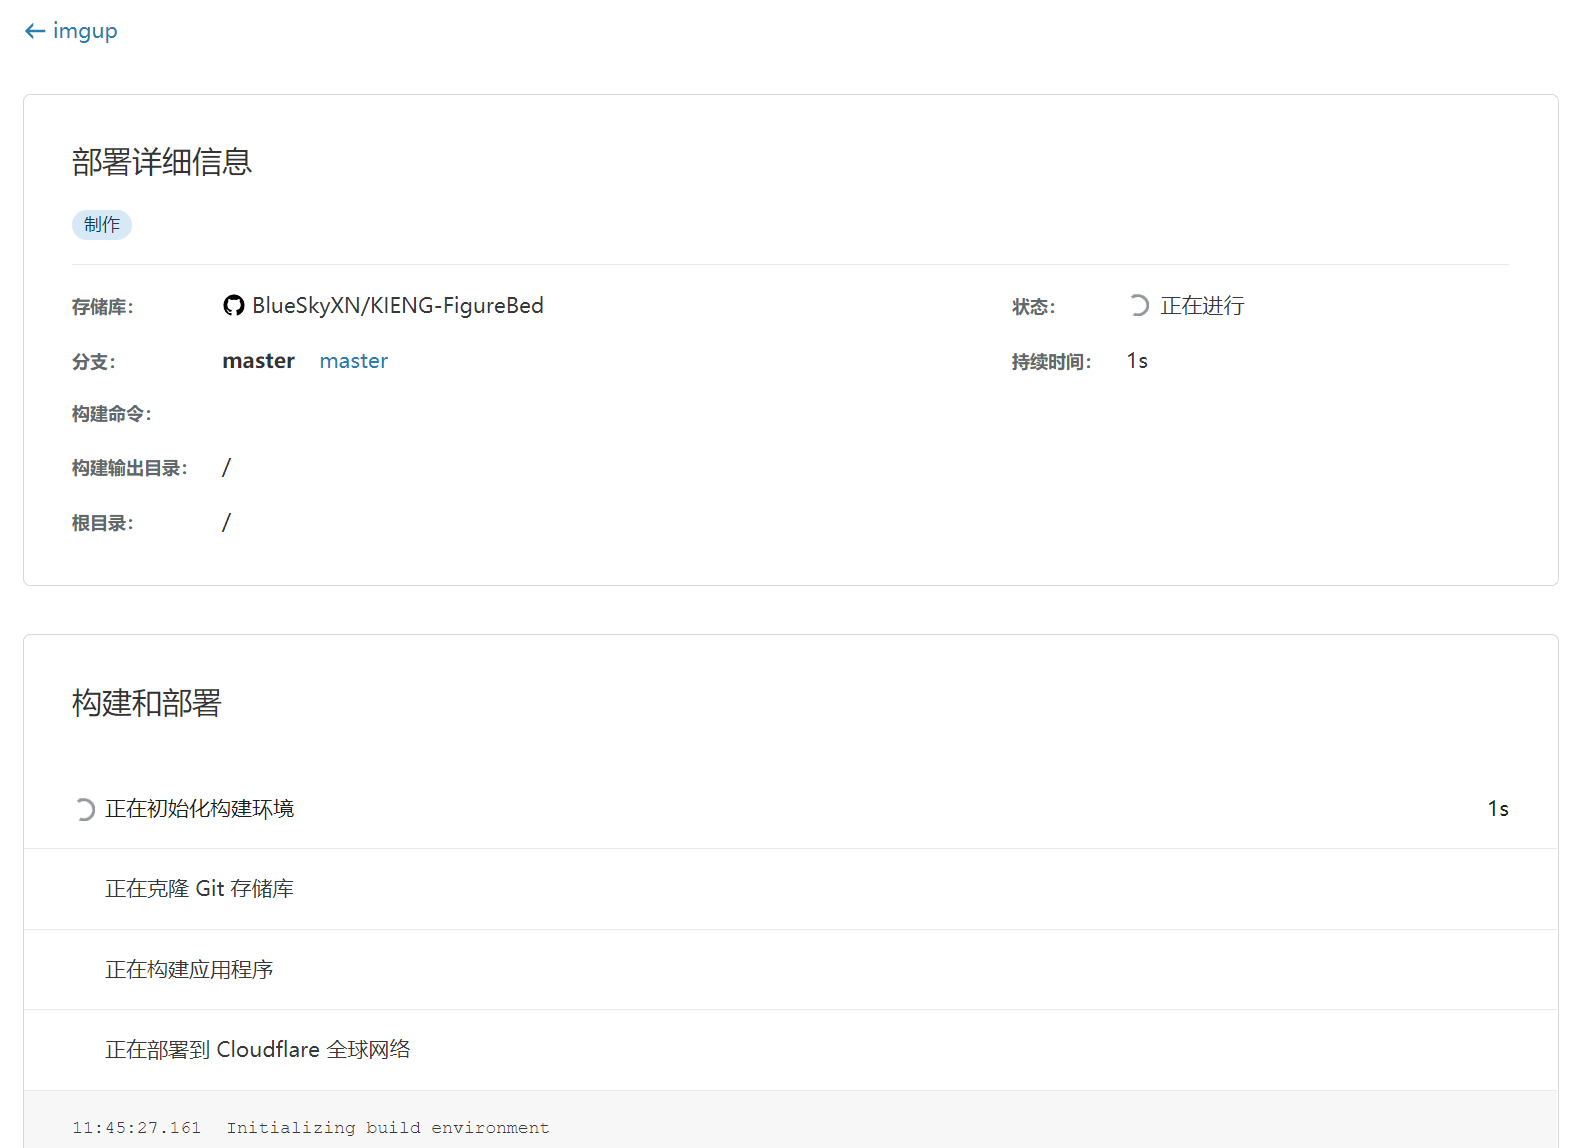 ← imgup
部署详细信息
制作
存储库: BlueSkyXN/KIENG-FigureBed
状态: 正在进行
分支: master master
持续时间: 1s
构建命令:
构建输出目录: /
根目录: /
构建和部署
正在初始化构建环境 1s
正在克隆 Git 存储库
正在构建应用程序
正在部署到 Cloudflare 全球网络
11:45:27.161 Initializing build environment